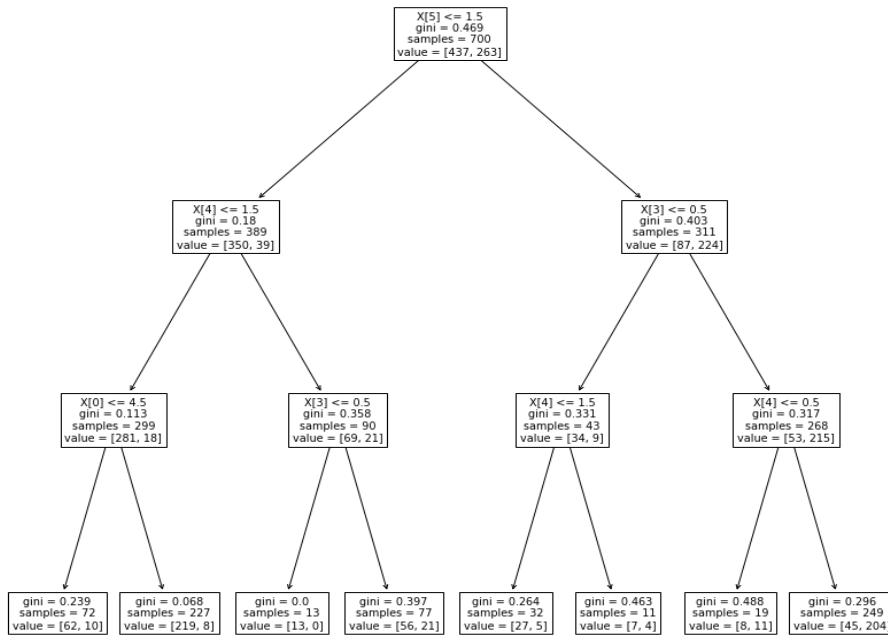 X[5] <= 1.5
gini = 0.469
samples = 700
value = [437, 263]
X[4] <= 1.5
gini = 0.18
samples = 389
value = [350, 39]
X[3] <= 0.5
gini = 0.403
samples = 311
value = [87, 224]
X[0] <= 4.5
gini = 0.113
samples = 299
value = [281, 18]
X[3] <= 0.5
gini = 0.358
samples = 90
value = [69, 21]
X[4] <= 1.5
gini = 0.331
samples = 43
value = [34, 9]
X[4] <= 0.5
gini = 0.317
samples = 268
value = [53, 215]
gini = 0.239
samples = 72
value = [62, 10]
gini = 0.068
samples = 227
value = [219, 8]
gini = 0.0
samples = 13
value = [13, 0]
gini = 0.397
samples = 77
value = [56, 21]
gini = 0.264
samples = 32
value = [27, 5]
gini = 0.463
samples = 11
value = [7, 4]
gini = 0.488
samples = 19
value = [8, 11]
gini = 0.296
samples = 249
value = [45, 204]